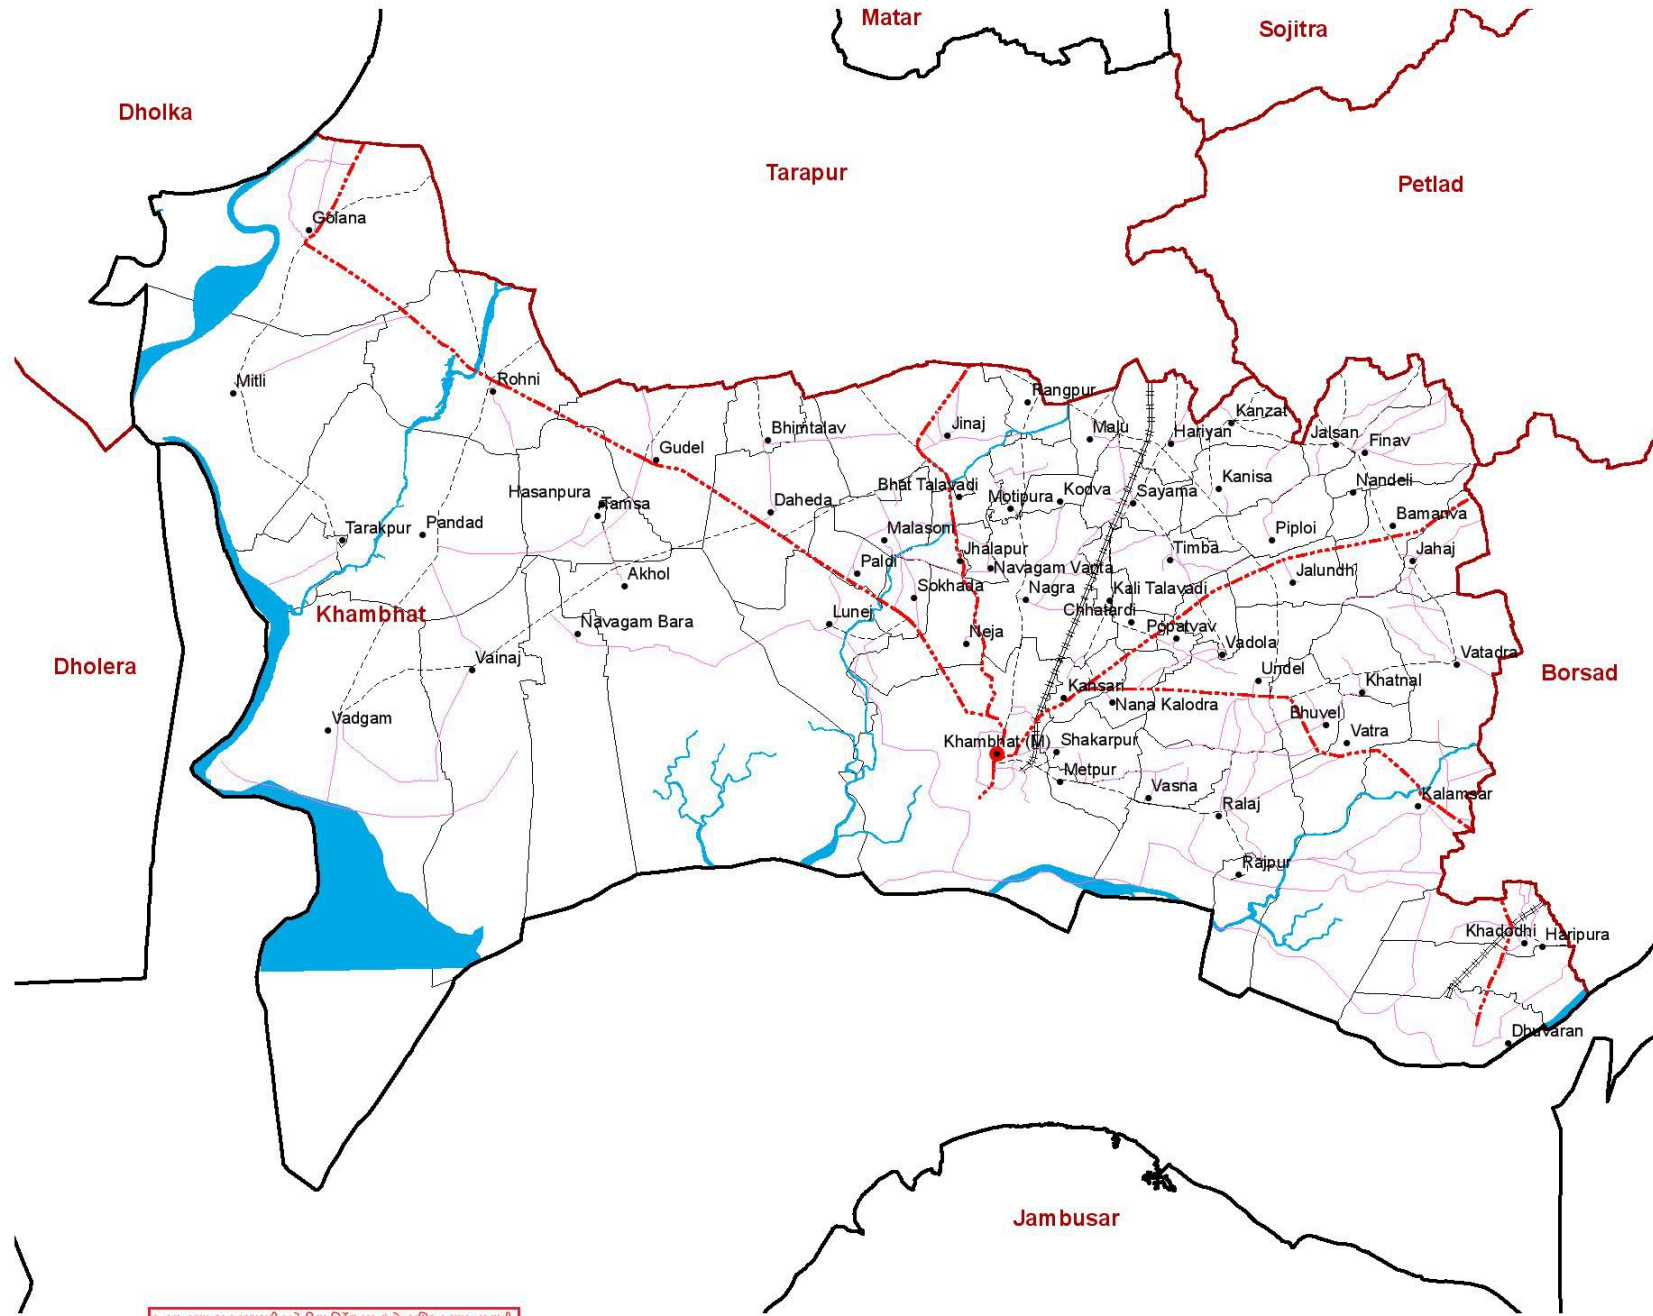 Matar
Sojitra
Dholka
Tarapur
Petlad
Golana
Mitli
Rohni
Rangpur
Kanzat
Jinaj
Malu
Hariyan
Bhimtalav
Jalsan
Finav
Gudel
Bhat Talavadi
Motipura
Kodva
Sayama
Kanisa
Nandeli
Hasanpura
Tamsa
Daheda
Bamanva
Tarakpur
Pandad
Malasoni
Piploi
Jhalapur
Timba
Jahaj
Paldi
Navagam Vanta
Akhol
Sokhada
Nagra
Kali Talavadi
Jalundh
Khambhat
Lunej
Chhatardi
Navagam Bara
Neja
Popatvav
Vadola
Vatadra
Dholera
Vainaj
Undel
Khatnal
Borsad
Kansari
Nana Kalodra
Vadgam
Bhuvel
Vatra
Khambhat (M)
Shakarpur
Metpur
Vasna
Ralaj
Kalamsar
Rajpur
Khadodhi
Haripura
Dhuvaran
Jambusar